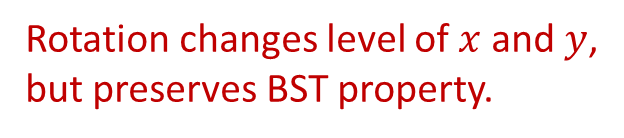 Rotation changes level of x and y,
but preserves BST property.